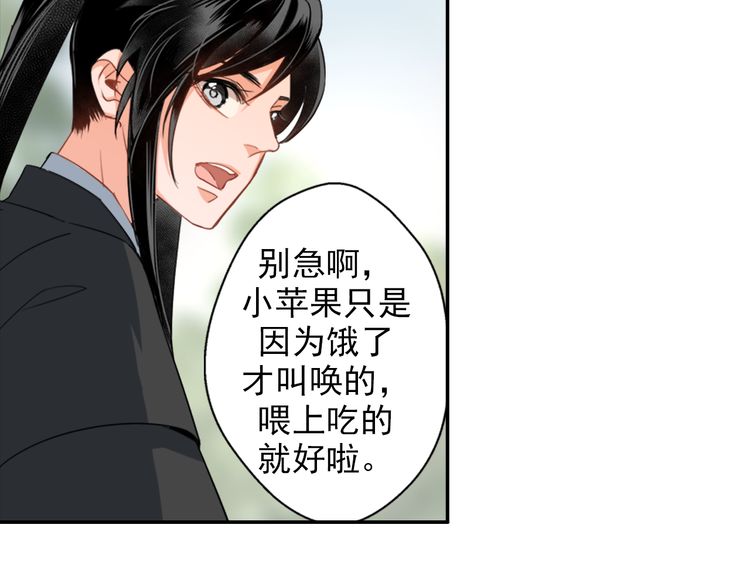 别急啊，
小苹果只是
因为饿了
才叫唤的，
喂上吃的
就好啦。